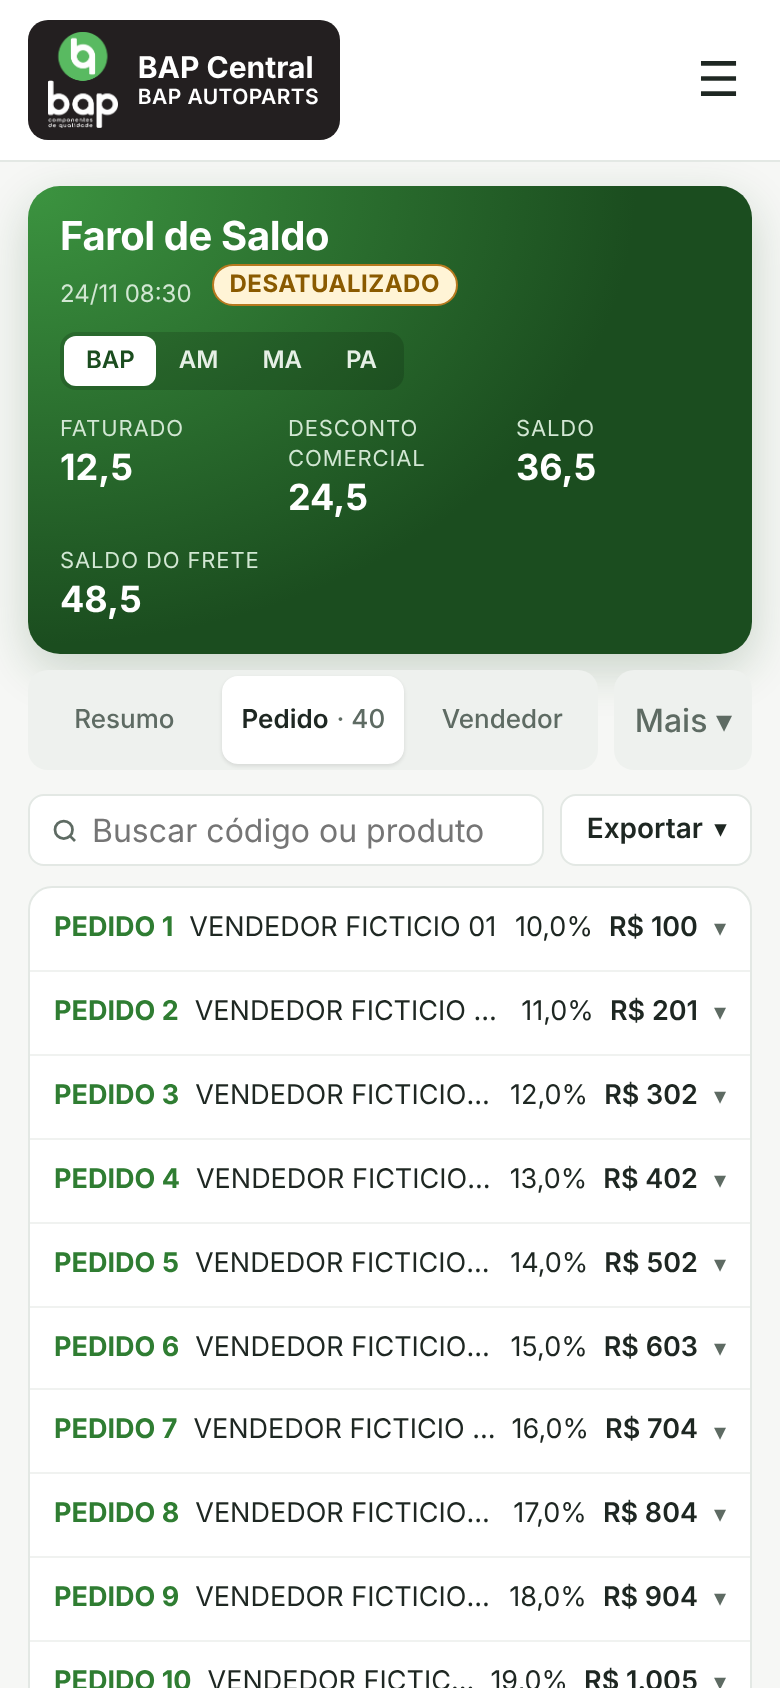 bap
componentes
de qualidade
BAP Central
BAP AUTOPARTS
Farol de Saldo
24/11 08:30 DESATUALIZADO
BAP AM MA PA
FATURADO
12,5
DESCONTO
COMERCIAL
24,5
SALDO
36,5
SALDO DO FRETE
48,5
Resumo Pedido · 40 Vendedor Mais ▾
Buscar código ou produto Exportar ▾
PEDIDO 1 VENDEDOR FICTICIO 01 10,0% R$ 100 ▾
PEDIDO 2 VENDEDOR FICTICIO ... 11,0% R$ 201 ▾
PEDIDO 3 VENDEDOR FICTICIO... 12,0% R$ 302 ▾
PEDIDO 4 VENDEDOR FICTICIO... 13,0% R$ 402 ▾
PEDIDO 5 VENDEDOR FICTICIO... 14,0% R$ 502 ▾
PEDIDO 6 VENDEDOR FICTICIO... 15,0% R$ 603 ▾
PEDIDO 7 VENDEDOR FICTICIO ... 16,0% R$ 704 ▾
PEDIDO 8 VENDEDOR FICTICIO... 17,0% R$ 804 ▾
PEDIDO 9 VENDEDOR FICTICIO... 18,0% R$ 904 ▾
PEDIDO 10 VENDEDOR FICTIC... 19,0% R$ 1.005 ▾